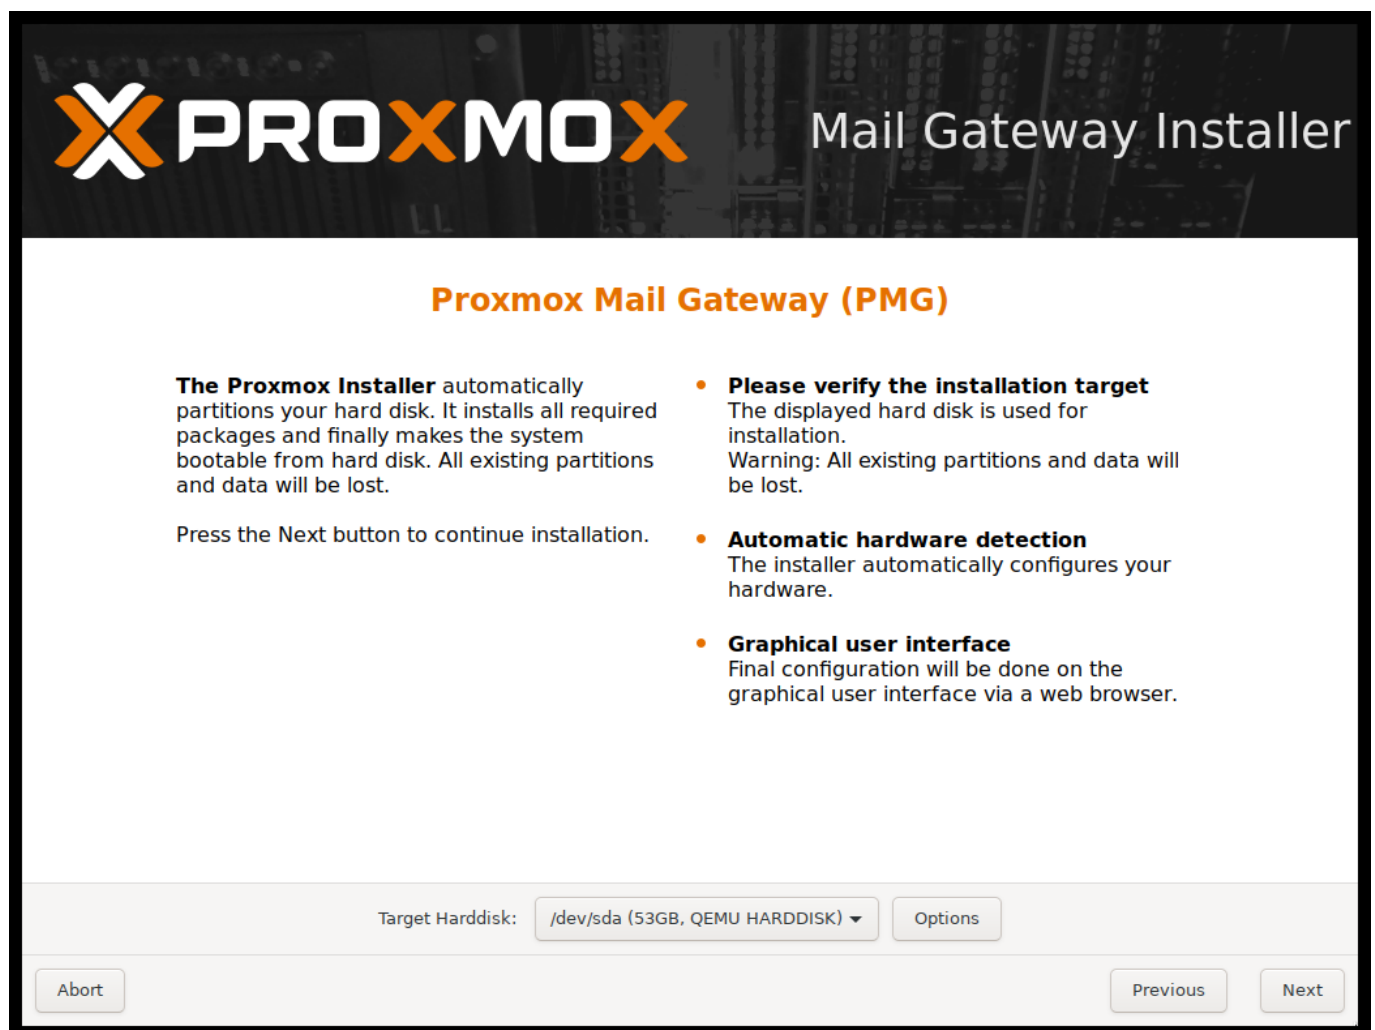 PROXMOX
Mail Gateway Installer
Proxmox Mail Gateway (PMG)
The Proxmox Installer automatically
partitions your hard disk. It installs all required
packages and finally makes the system
bootable from hard disk. All existing partitions
and data will be lost.
Press the Next button to continue installation.
Please verify the installation target
The displayed hard disk is used for
installation.
Warning: All existing partitions and data will
be lost.
Automatic hardware detection
The installer automatically configures your
hardware.
Graphical user interface
Final configuration will be done on the
graphical user interface via a web browser.
Target Harddisk: /dev/sda (53GB, QEMU HARDDISK) Options
Abort Previous Next